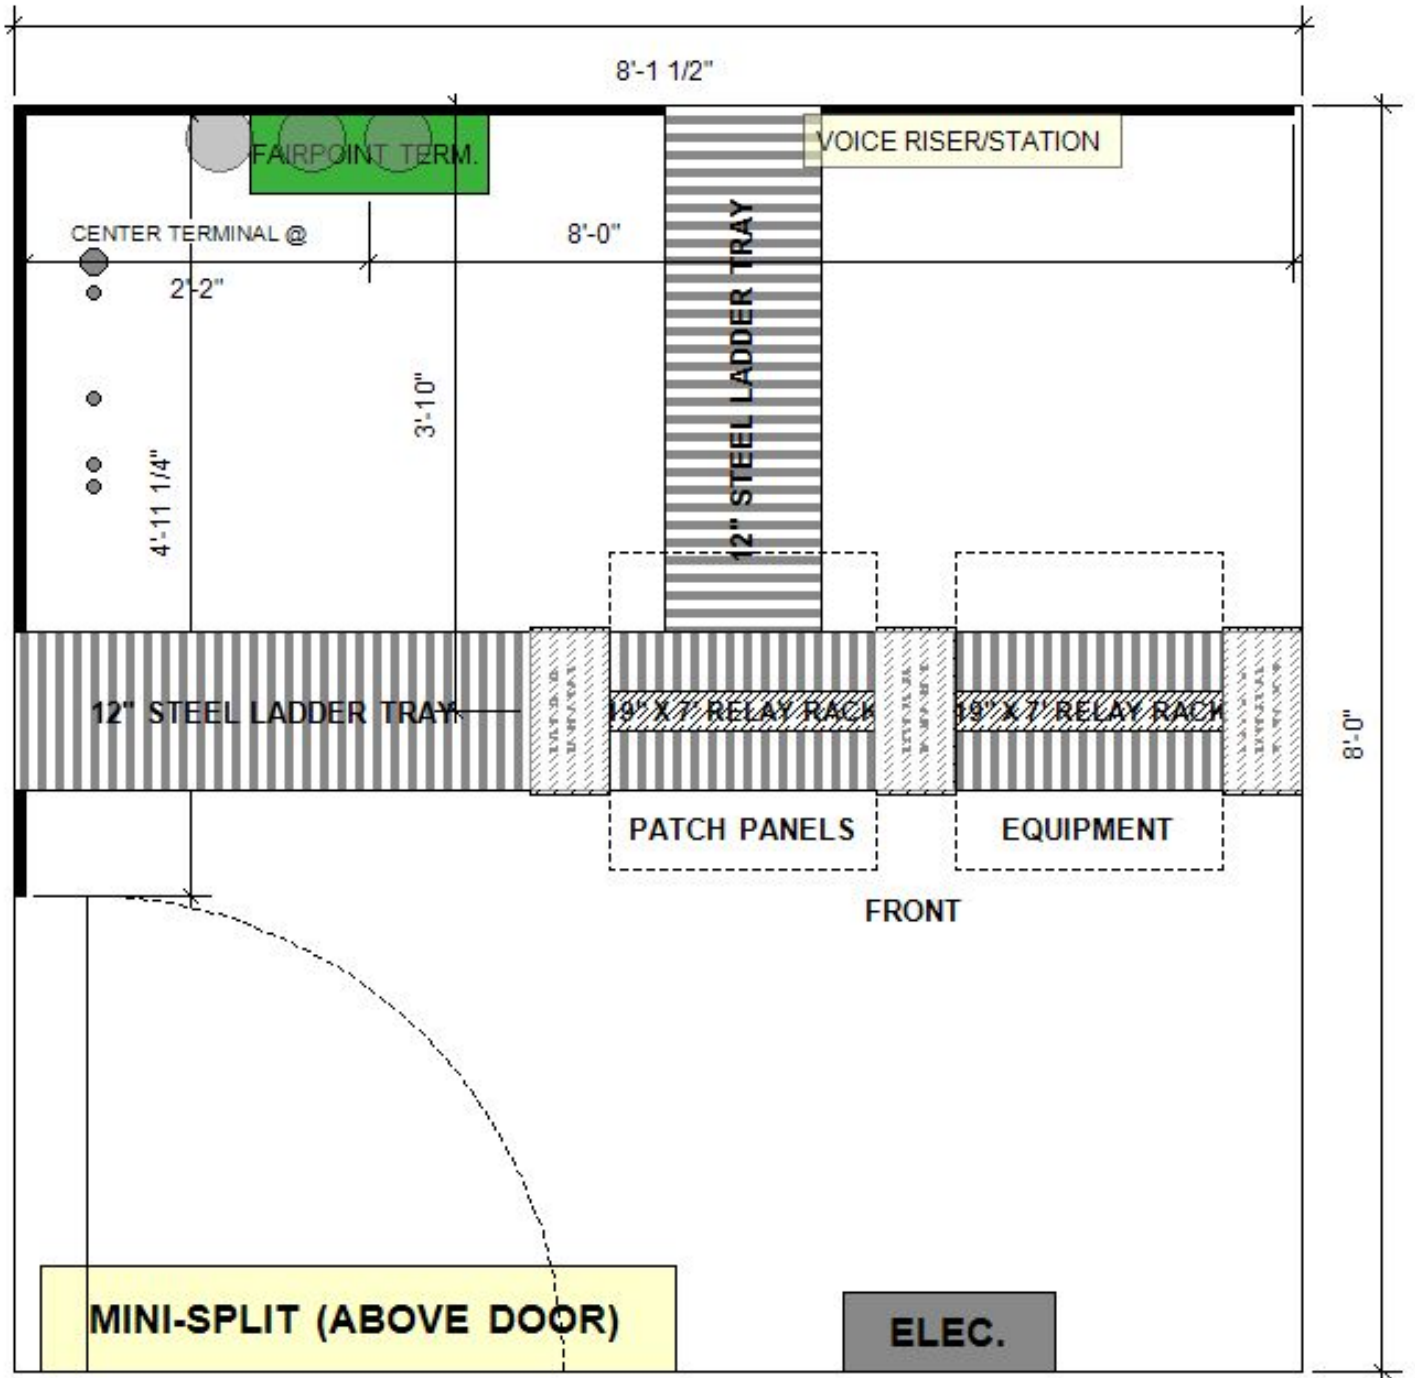 8'-1 1/2"
FAIRPOINT TERM.
VOICE RISER/STATION
CENTER TERMINAL @
2'-2"
8'-0"
12" STEEL LADDER TRAY
3'-10"
4'-11 1/4"
12" STEEL LADDER TRAY
19" X 7' RELAY RACK
19" X 7' RELAY RACK
8'-0"
PATCH PANELS
EQUIPMENT
FRONT
MINI-SPLIT (ABOVE DOOR)
ELEC.